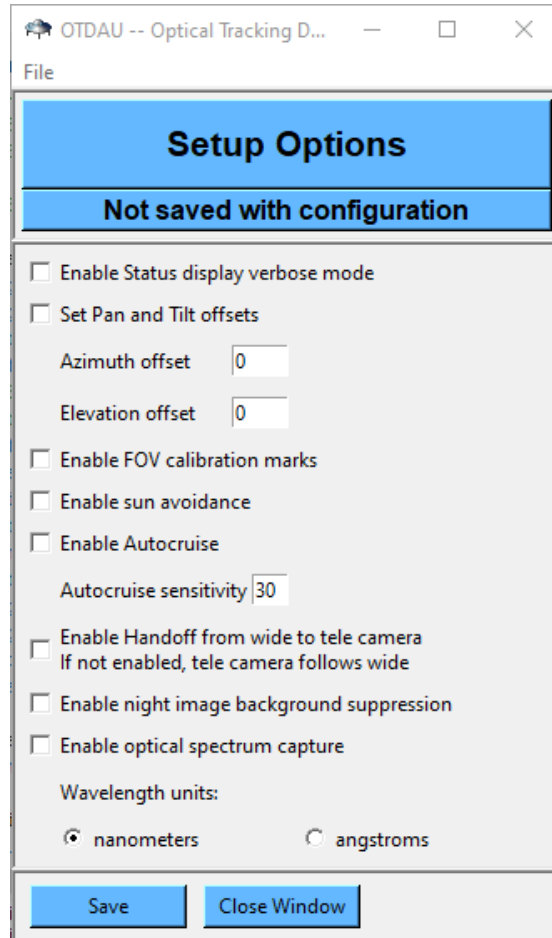 OTDAU -- Optical Tracking D...
File
Setup Options
Not saved with configuration
Enable Status display verbose mode
Set Pan and Tilt offsets
Azimuth offset 0
Elevation offset 0
Enable FOV calibration marks
Enable sun avoidance
Enable Autocruise
Autocruise sensitivity 30
Enable Handoff from wide to tele camera
If not enabled, tele camera follows wide
Enable night image background suppression
Enable optical spectrum capture
Wavelength units:
nanometers angstroms
Save Close Window